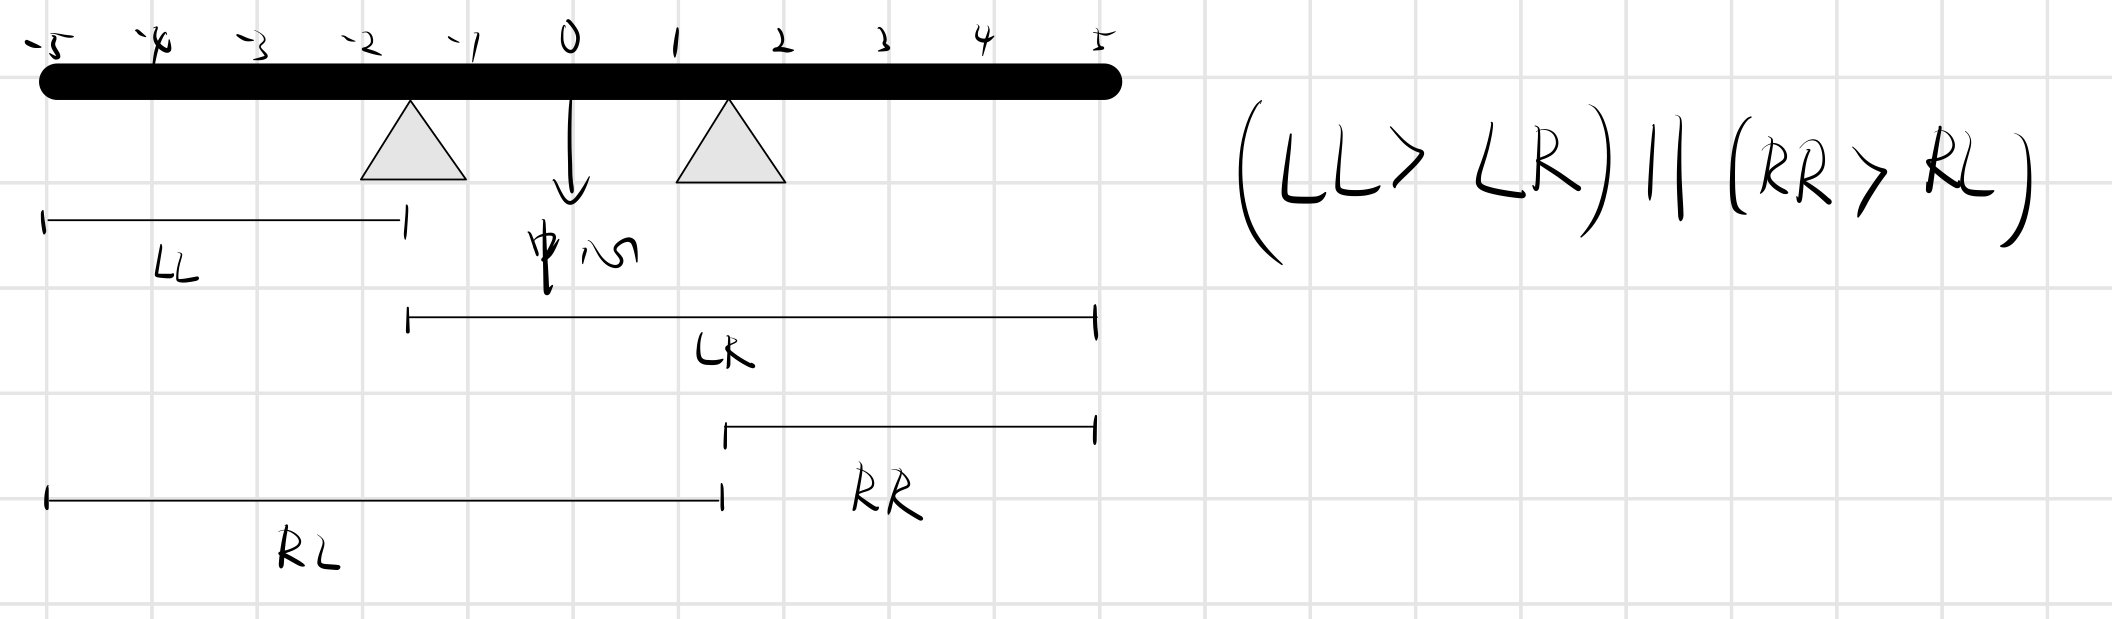 -5 -4 -3 -2 -1 0 1 2 3 4 5
(LL > LR) || (RR > RL)
LL
中心
LR
RR
RL